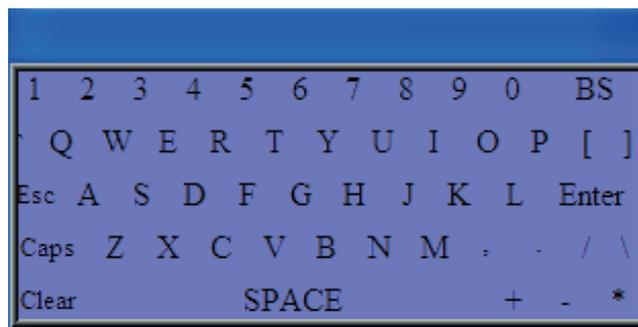 1 2 3 4 5 6 7 8 9 0 BS
` Q W E R T Y U I O P [ ]
Esc A S D F G H J K L Enter
Caps Z X C V B N M : . / \
Clear SPACE + - *